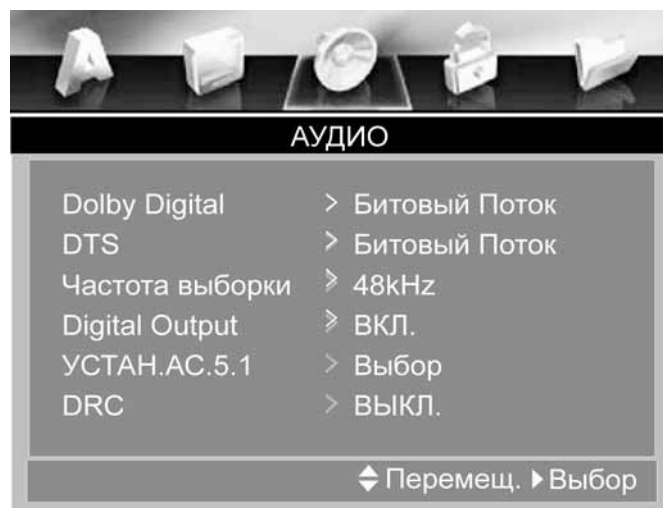 АУДИО
Dolby Digital > Битовый Поток
DTS > Битовый Поток
Частота выборки > 48kHz
Digital Output > ВКЛ.
УСТАН.АС.5.1 > Выбор
DRC > ВЫКЛ.
Перемещ. Выбор